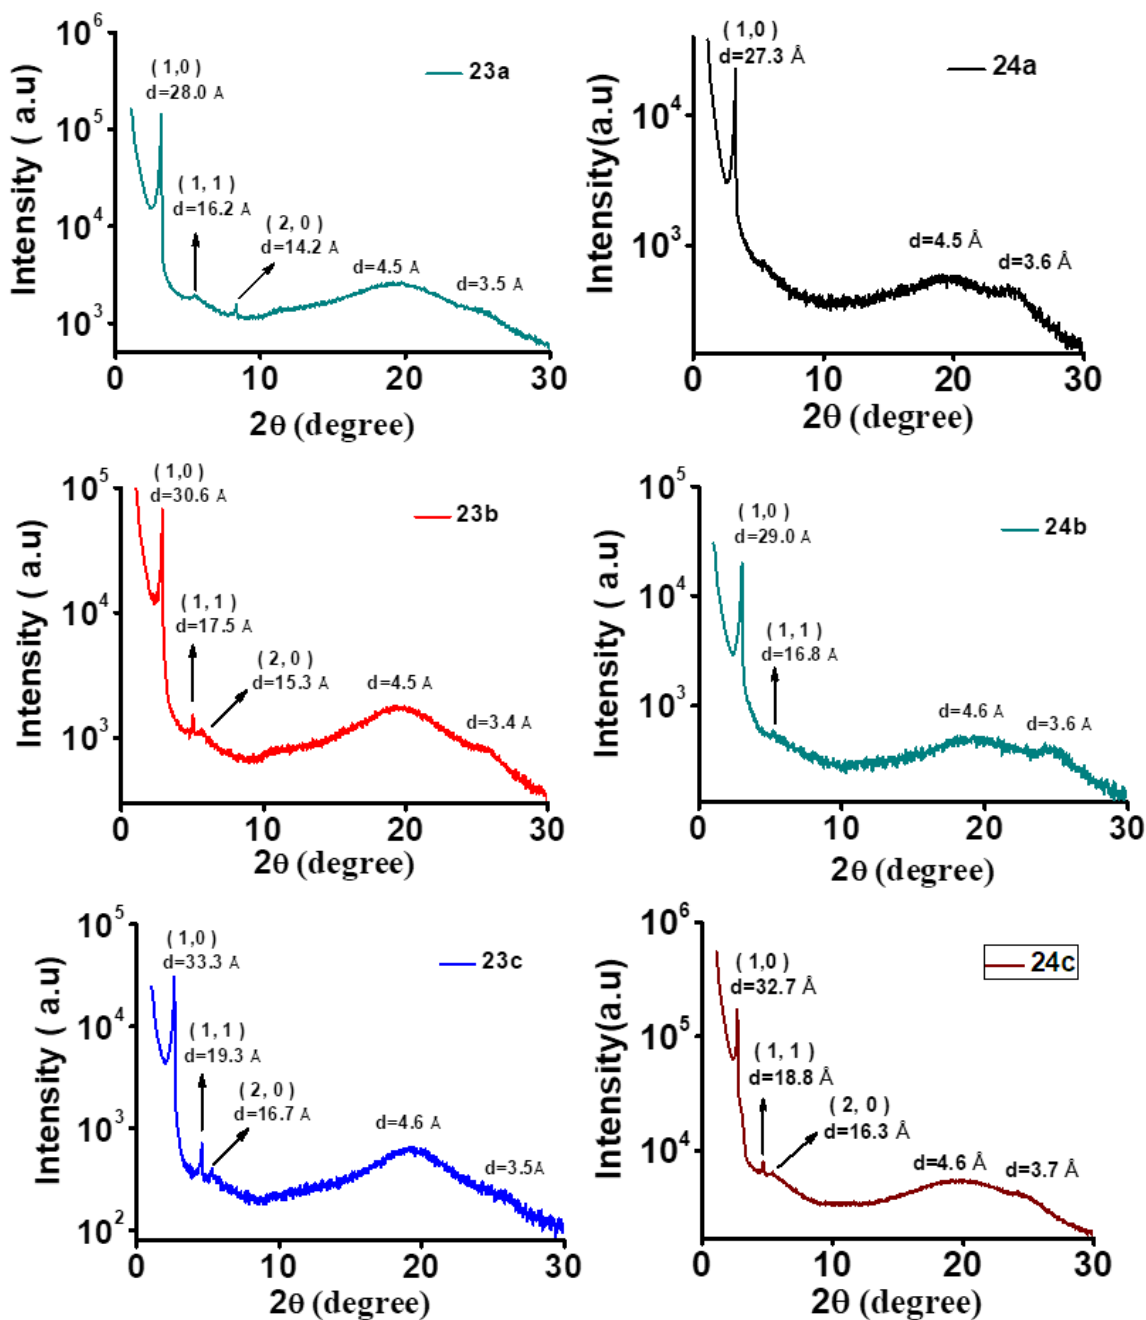 10^6
10^5
10^4
10^3
Intensity ( a.u)
( 1,0)
d=28.0 Å
( 1, 1 )
d=16.2 Å
( 2, 0 )
d=14.2 Å
d=4.5 Å
d=3.5 Å
23a
0 10 20 30
2θ (degree)
10^4
10^3
Intensity(a.u)
( 1,0 )
d=27.3 Å
d=4.5 Å
d=3.6 Å
24a
0 10 20 30
2θ (degree)
10^5
10^4
10^3
Intensity ( a.u)
( 1,0 )
d=30.6 Å
( 1, 1 )
d=17.5 Å
( 2, 0 )
d=15.3 Å
d=4.5 Å
d=3.4 Å
23b
0 10 20 30
2θ (degree)
10^5
10^4
10^3
Intensity ( a.u)
( 1,0 )
d=29.0 Å
( 1, 1 )
d=16.8 Å
d=4.6 Å
d=3.6 Å
24b
0 10 20 30
2θ (degree)
10^5
10^4
10^3
10^2
Intensity ( a.u)
( 1,0 )
d=33.3 Å
( 1, 1 )
d=19.3 Å
( 2, 0 )
d=16.7 Å
d=4.6 Å
d=3.5Å
23c
0 10 20 30
2θ (degree)
10^6
10^5
10^4
Intensity(a.u)
( 1,0 )
d=32.7 Å
( 1, 1 )
d=18.8 Å
( 2, 0 )
d=16.3 Å
d=4.6 Å
d=3.7 Å
24c
0 10 20 30
2θ (degree)